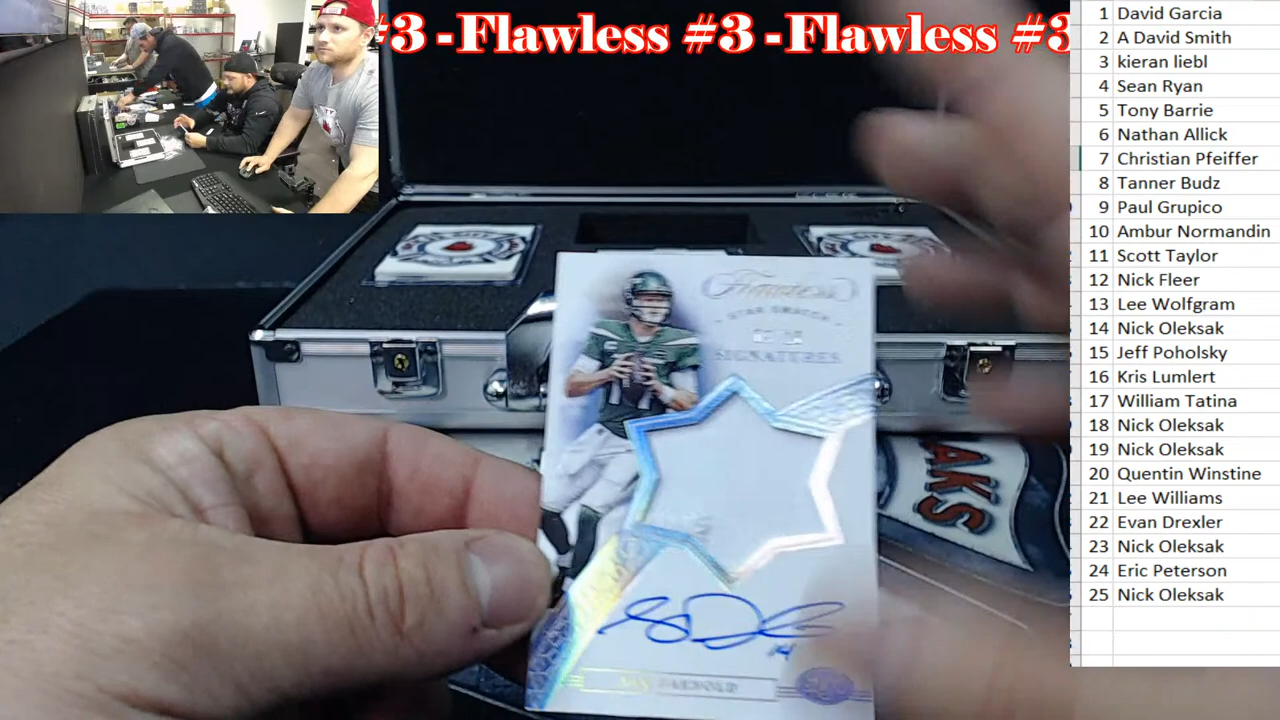 #3 - Flawless #3 - Flawless #3
1 David Garcia
2 A David Smith
3 kieran liebl
4 Sean Ryan
5 Tony Barrie
6 Nathan Allick
7 Christian Pfeiffer
8 Tanner Budz
9 Paul Grupico
10 Ambur Normandin
11 Scott Taylor
12 Nick Fleer
13 Lee Wolfgram
14 Nick Oleksak
15 Jeff Poholsky
16 Kris Lumlert
17 William Tatina
18 Nick Oleksak
19 Nick Oleksak
20 Quentin Winstine
21 Lee Williams
22 Evan Drexler
23 Nick Oleksak
24 Eric Peterson
25 Nick Oleksak
Flawless
STAR SWATCH
SIGNATURES
14
AKS